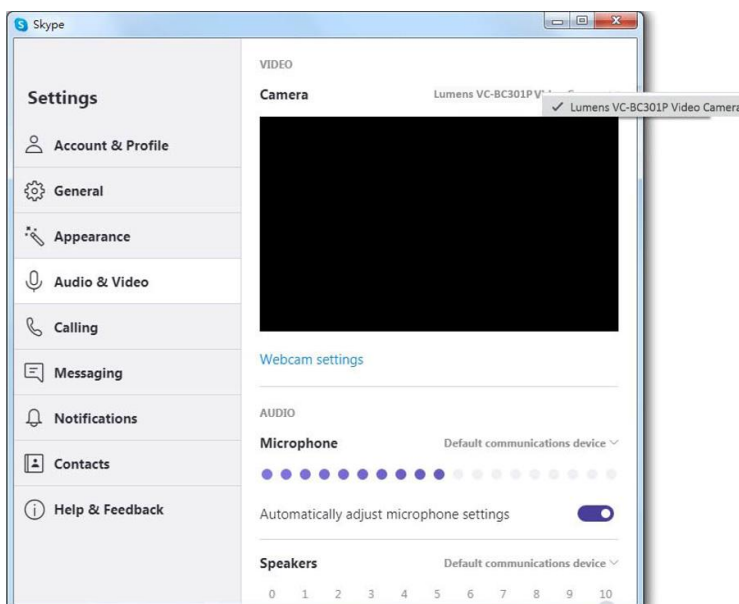 Skype
Settings
Account & Profile
General
Appearance
Audio & Video
Calling
Messaging
Notifications
Contacts
Help & Feedback
VIDEO
Camera
Lumens VC-BC301P
✓ Lumens VC-BC301P Video Camera
Webcam settings
AUDIO
Microphone
Default communications device
Automatically adjust microphone settings
Speakers
Default communications device
0 1 2 3 4 5 6 7 8 9 10